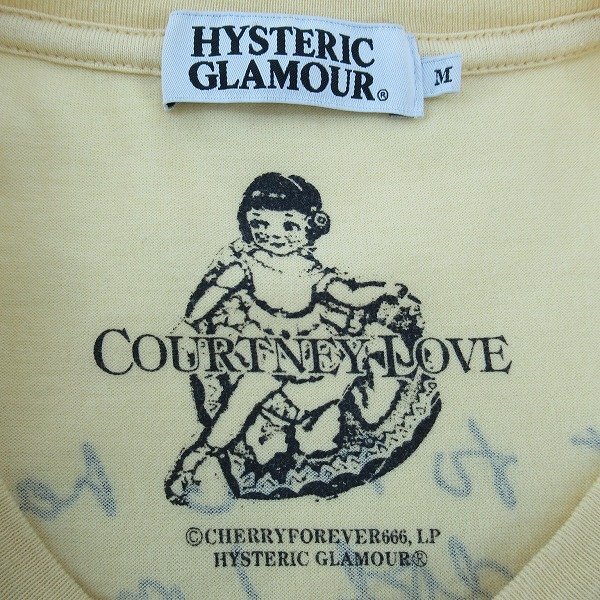 HYSTERIC
GLAMOUR®
M
COURTNEY LOVE
©CHERRYFOREVER666, LP
HYSTERIC GLAMOUR®